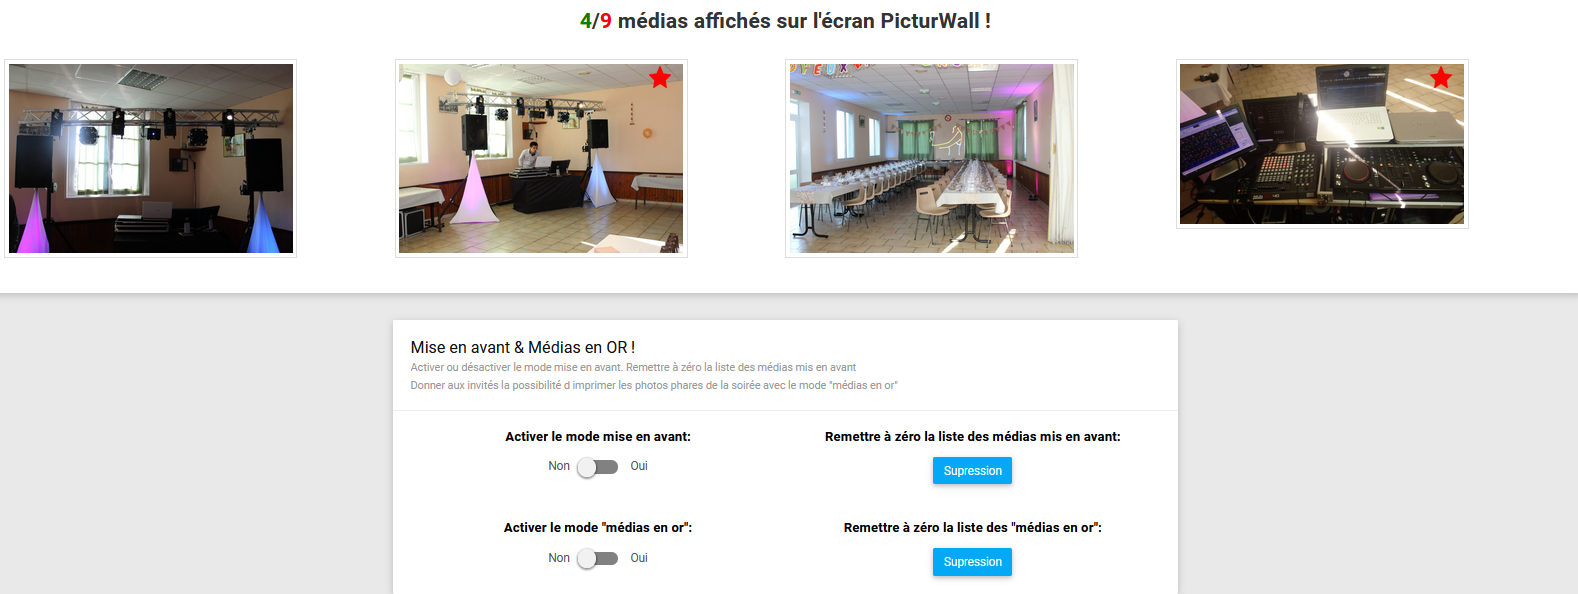 4/9 médias affichés sur l'écran PicturWall !
Mise en avant & Médias en OR !
Activer ou désactiver le mode mise en avant. Remettre à zéro la liste des médias mis en avant
Donner aux invités la possibilité d imprimer les photos phares de la soirée avec le mode "médias en or"
Activer le mode mise en avant:
Remettre à zéro la liste des médias mis en avant:
Non Oui
Supression
Activer le mode "médias en or":
Remettre à zéro la liste des "médias en or":
Non Oui
Supression